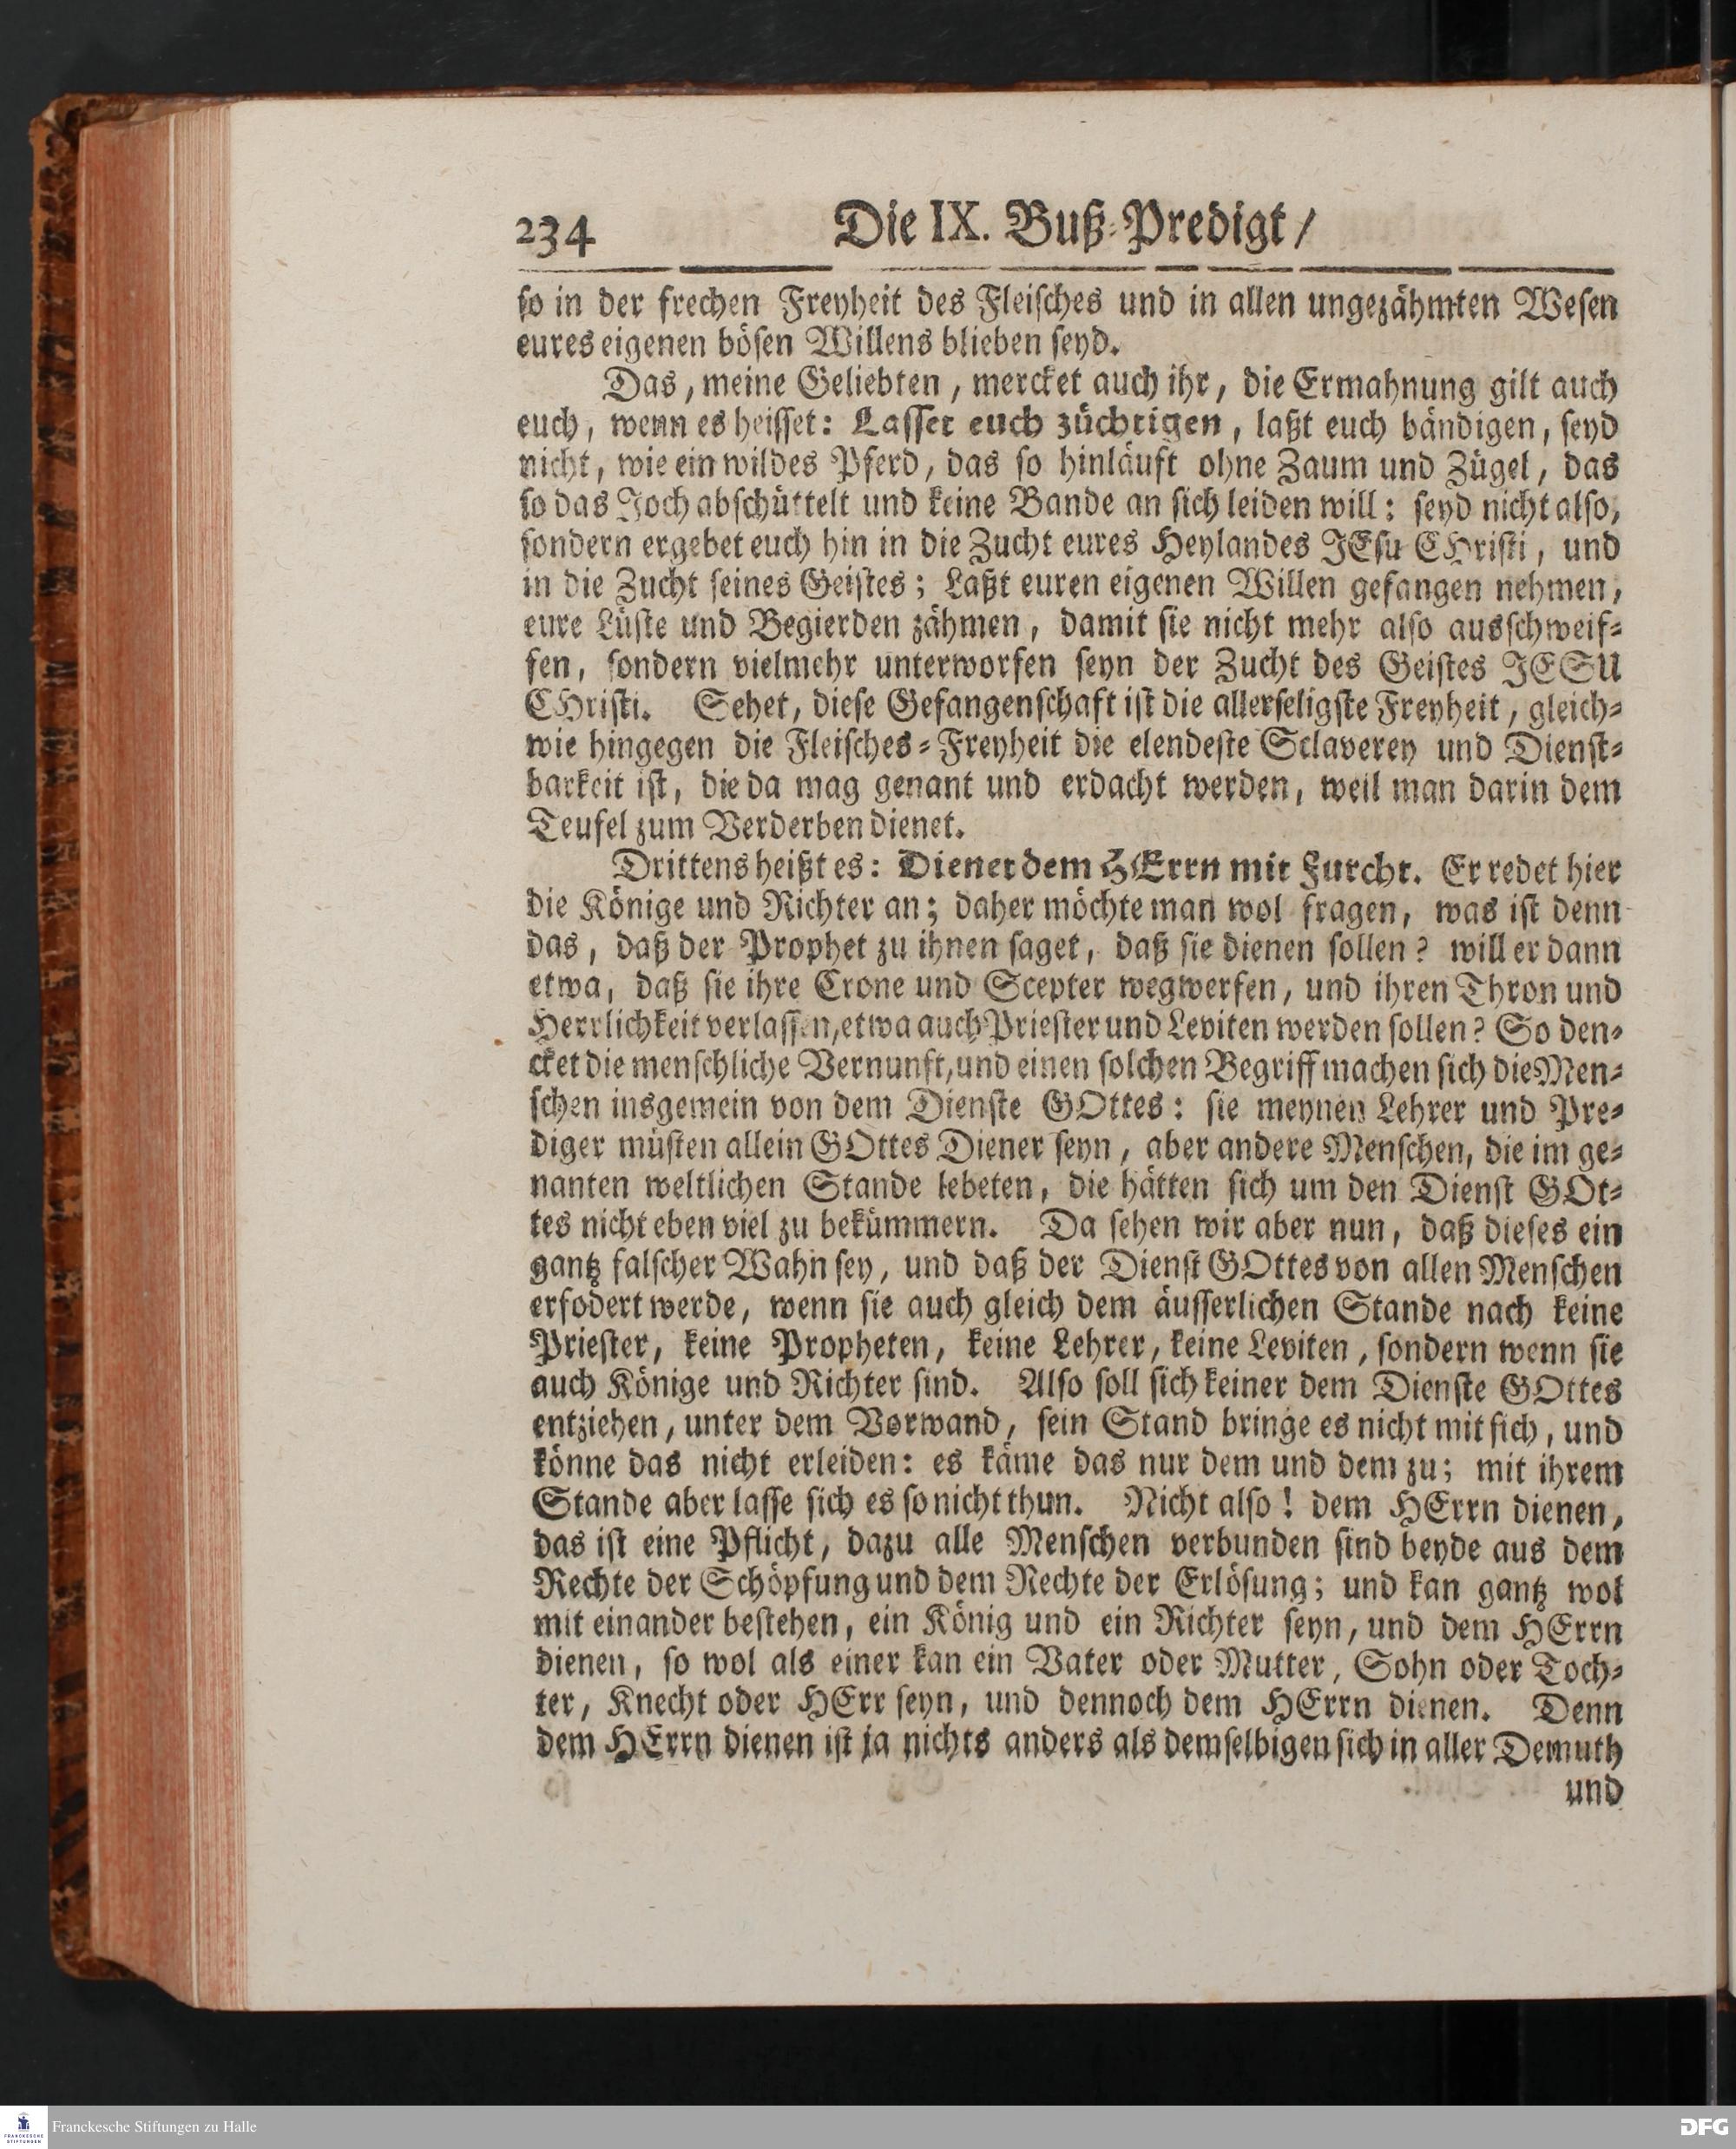 234 Die IX. Buß-Predigt /
so in der frechen Freyheit des Fleisches und in allen ungezähmten Wesen
eures eigenen bösen Willens blieben seyd.
Das, meine Geliebten, mercket auch ihr, die Ermahnung gilt auch
euch, wenn es heisset: Lasset euch züchtigen, laßt euch bändigen, seyd
nicht, wie ein wildes Pferd, das so hinläuft ohne Zaum und Zügel, das
so das Joch abschüttelt und keine Bande an sich leiden will: seyd nicht also,
sondern ergebet euch hin in die Zucht eures Heylandes JEsu CHristi, und
in die Zucht seines Geistes; Laßt euren eigenen Willen gefangen nehmen,
eure Lüste und Begierden zähmen, damit sie nicht mehr also ausschweif-
fen, sondern vielmehr unterworfen seyn der Zucht des Geistes JESU
CHristi. Sehet, diese Gefangenschaft ist die allerseligste Freyheit, gleich-
wie hingegen die Fleisches-Freyheit die elendeste Sclaverey und Dienst-
barkeit ist, die da mag genant und erdacht werden, weil man darin dem
Teufel zum Verderben dienet.
Drittens heißt es: Dienet dem HErrn mit Furcht. Er redet hier
die Könige und Richter an; daher möchte man wol fragen, was ist denn
das, daß der Prophet zu ihnen saget, daß sie dienen sollen? will er dann
etwa, daß sie ihre Crone und Scepter wegwerfen, und ihren Thron und
Herrlichkeit verlassen, etwa auch Priester und Leviten werden sollen? So den-
cket die menschliche Vernunft, und einen solchen Begriff machen sich die Men-
schen insgemein von dem Dienste GOttes: sie meynen Lehrer und Pre-
diger müsten allein GOttes Diener seyn, aber andere Menschen, die im ge-
nanten weltlichen Stande lebeten, die hätten sich um den Dienst GOt-
tes nicht eben viel zu bekümmern. Da sehen wir aber nun, daß dieses ein
gantz falscher Wahn sey, und daß der Dienst GOttes von allen Menschen
erfodert werde, wenn sie auch gleich dem äusserlichen Stande nach keine
Priester, keine Propheten, keine Lehrer, keine Leviten, sondern wenn sie
auch Könige und Richter sind. Also soll sich keiner dem Dienste GOttes
entziehen, unter dem Vorwand, sein Stand bringe es nicht mit sich, und
könne das nicht erleiden: es käme das nur dem und dem zu; mit ihrem
Stande aber lasse sich es so nicht thun. Nicht also! dem HErrn dienen,
das ist eine Pflicht, dazu alle Menschen verbunden sind beyde aus dem
Rechte der Schöpfung und dem Rechte der Erlösung; und kan gantz wol
mit einander bestehen, ein König und ein Richter seyn, und dem HErrn
dienen, so wol als einer kan ein Vater oder Mutter, Sohn oder Toch-
ter, Knecht oder HErr seyn, und dennoch dem HErrn dienen. Denn
dem HErrn dienen ist ja nichts anders als demselbigen sich in aller Demuth
und
Franckesche Stiftungen zu Halle
DFG